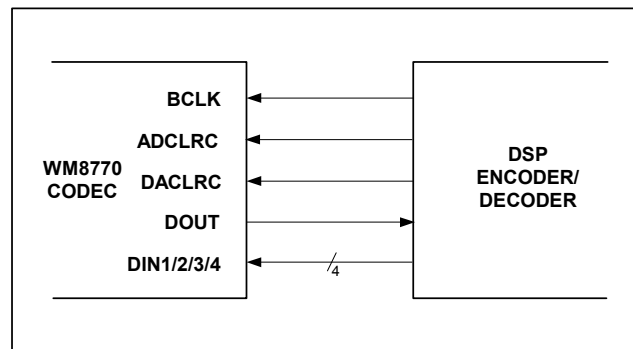 BCLK
ADCLRC
WM8770
CODEC
DACLRC
DOUT
DIN1/2/3/4
4
DSP
ENCODER/
DECODER